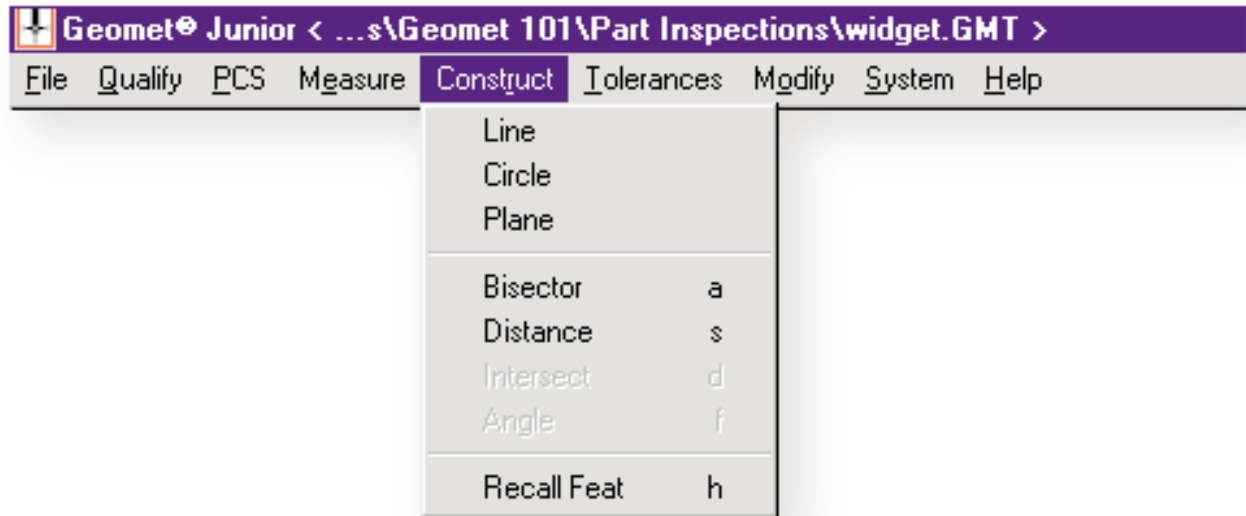 Geomet® Junior < ...s\Geomet 101\Part Inspections\widget.GMT >
File Qualify PCS Measure Construct Tolerances Modify System Help
Line
Circle
Plane
Bisector a
Distance s
Intersect d
Angle f
Recall Feat h